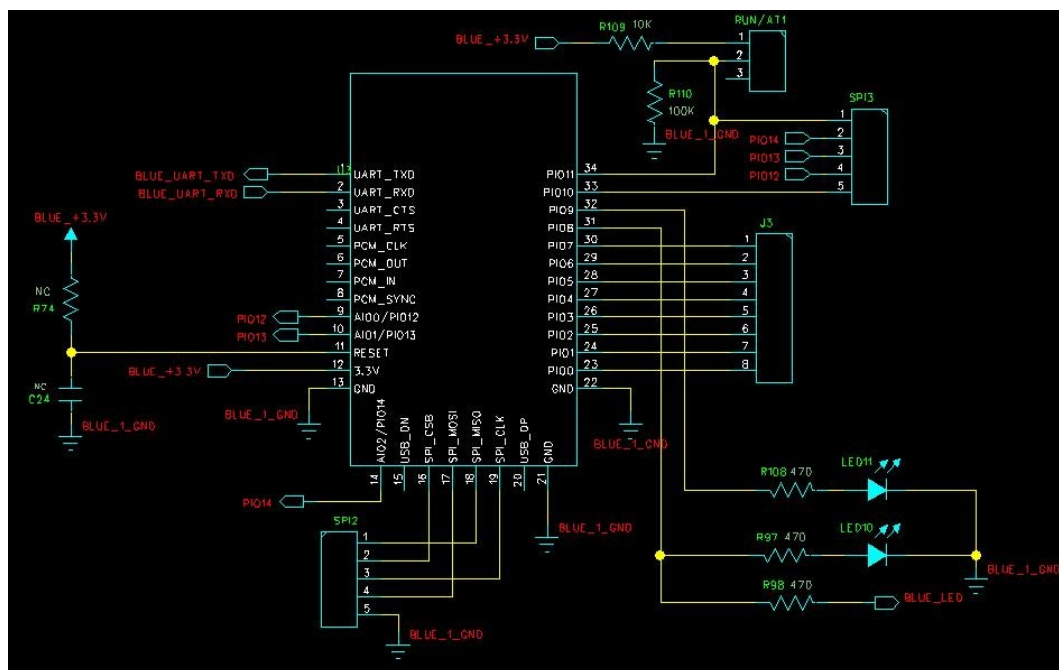 RUN/AT1
R109 10K
BLUE_+3.3V
1
2
3
R110
100K
BLUE_1_GND
SPI3
1
2
3
4
5
PIO14
PIO13
PIO12
BLUE_UART_TXD
BLUE_UART_RXD
1 UART_TXD
2 UART_RXD
3 UART_CTS
4 UART_RTS
5 PCM_CLK
6 PCM_OUT
7 PCM_IN
8 PCM_SYNC
9 AIO0/PIO12
10 AIO1/PIO13
11 RESET
12 3.3V
13 GND
PIO12
PIO13
BLUE_+3.3V
BLUE_1_GND
BLUE_+3.3V
NC
R74
NC
C24
BLUE_1_GND
PIO11 34
PIO10 33
PIO9 32
PIO8 31
PIO7 30
PIO6 29
PIO5 28
PIO4 27
PIO3 26
PIO2 25
PIO1 24
PIO0 23
GND 22
BLUE_1_GND
J3
1
2
3
4
5
6
7
8
AIO2/PIO14 14
USB_DN 15
SPI_CSB 16
SPI_MOSI 17
SPI_MISO 18
SPI_CLK 19
USB_DP 20
GND 21
PIO14
BLUE_1_GND
SPI2
1
2
3
4
5
BLUE_1_GND
R108 470
LED11
R97 470
LED10
R98 470
BLUE_LED
BLUE_1_GND